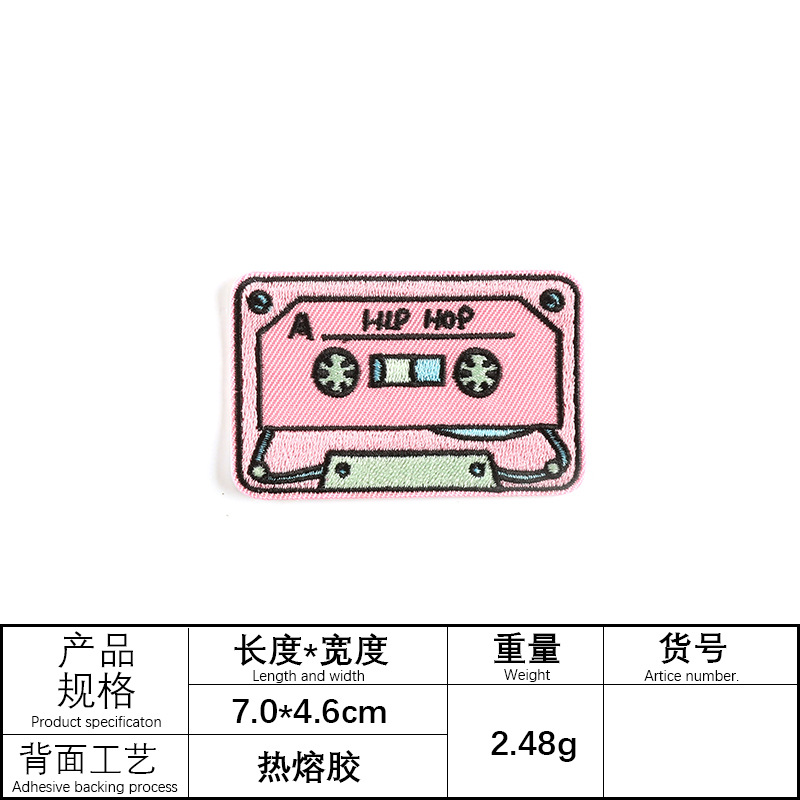 A HIP HOP
产品
规格
Product specificaton
长度*宽度
Length and width
重量
Weight
货号
Artice number.
7.0*4.6cm
2.48g
背面工艺
Adhesive backing process
热熔胶